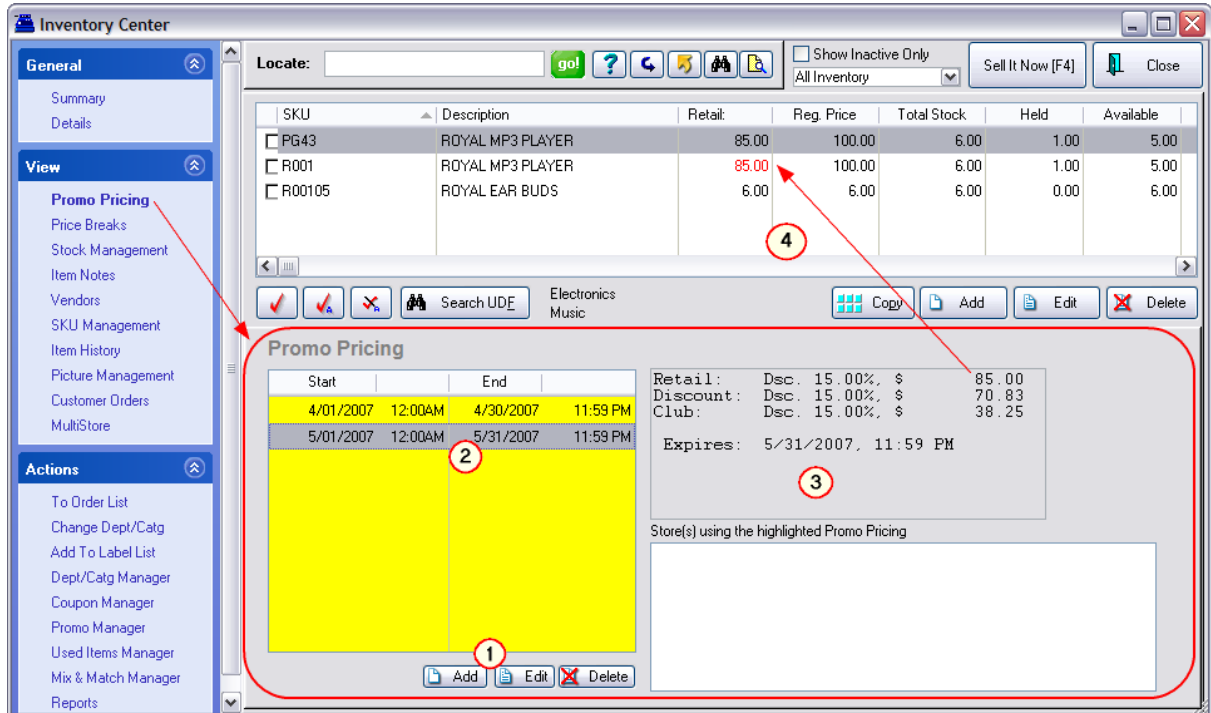 Inventory Center
General
Summary
Details
View
Promo Pricing
Price Breaks
Stock Management
Item Notes
Vendors
SKU Management
Item History
Picture Management
Customer Orders
MultiStore
Actions
To Order List
Change Dept/Catg
Add To Label List
Dept/Catg Manager
Coupon Manager
Promo Manager
Used Items Manager
Mix & Match Manager
Reports
Locate: go! ? Show Inactive Only
All Inventory
Sell It Now [F4] Close
SKU Description Retail: Reg. Price Total Stock Held Available
PG43 ROYAL MP3 PLAYER 85.00 100.00 6.00 1.00 5.00
R001 ROYAL MP3 PLAYER 85.00 100.00 6.00 1.00 5.00
R00105 ROYAL EAR BUDS 6.00 6.00 6.00 0.00 6.00
4
Search UDF Electronics
Music
Copy Add Edit Delete
Promo Pricing
Start End
4/01/2007 12:00AM 4/30/2007 11:59 PM
5/01/2007 12:00AM 5/31/2007 11:59 PM
2
1
Add Edit Delete
Retail: Dsc. 15.00%, $ 85.00
Discount: Dsc. 15.00%, $ 70.83
Club: Dsc. 15.00%, $ 38.25
Expires: 5/31/2007, 11:59 PM
3
Store(s) using the highlighted Promo Pricing